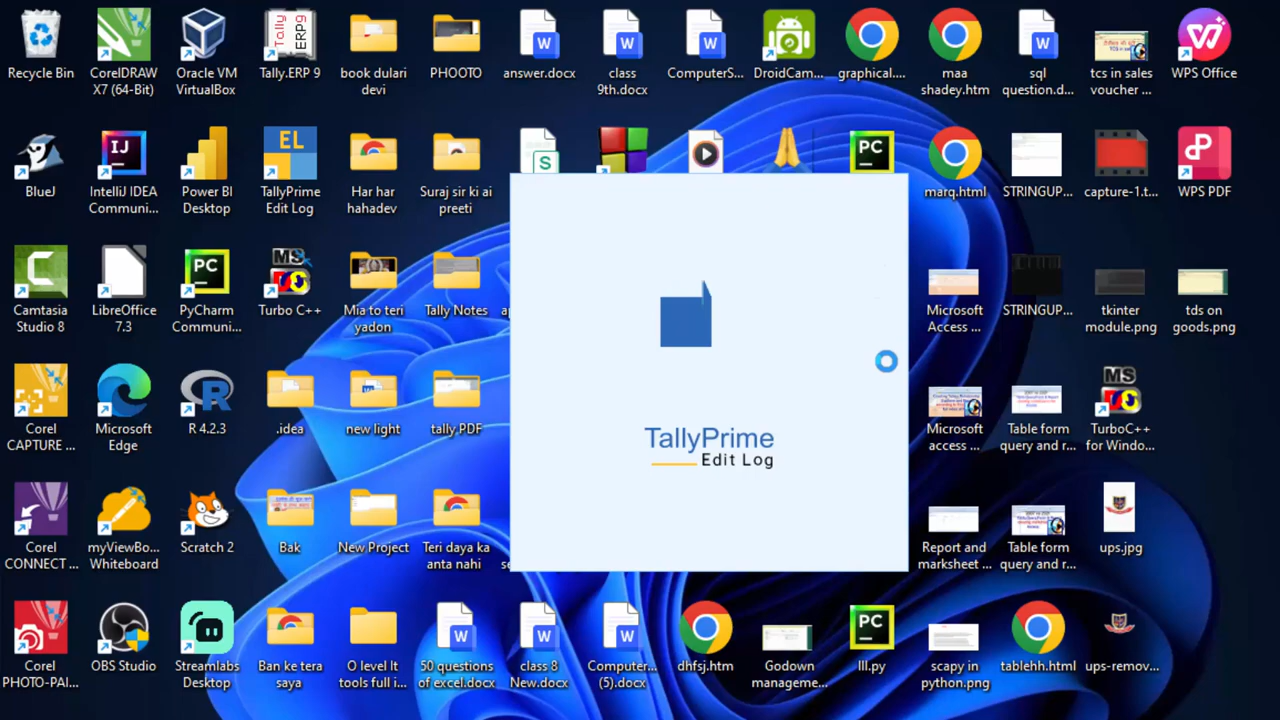 Recycle Bin
CorelDRAW
X7 (64-Bit)
Oracle VM
VirtualBox
Tally.ERP 9
book dulari
devi
PHOOTO
answer.docx
class
9th.docx
ComputerS...
DroidCam...
graphical....
maa
shadey.htm
sql
question.d...
tcs in sales
voucher ...
WPS Office
BlueJ
IntelliJ IDEA
Communi...
Power BI
Desktop
TallyPrime
Edit Log
Har har
hahadev
Suraj sir ki ai
preeti
marq.html
STRINGUP...
capture-1.t...
WPS PDF
Camtasia
Studio 8
LibreOffice
7.3
PyCharm
Communi...
Turbo C++
Mia to teri
yadon
Tally Notes
Microsoft
Access ...
STRINGUP...
tkinter
module.png
tds on
goods.png
TallyPrime
Edit Log
Corel
CAPTURE ...
Microsoft
Edge
R 4.2.3
.idea
new light
tally.PDF
Microsoft
access ...
Table form
query and r...
TurboC++
for Windo...
Corel
CONNECT ...
myViewBo...
Whiteboard
Scratch 2
Bak
New Project
Teri daya ka
anta nahi
Report and
marksheet ...
Table form
query and r...
ups.jpg
Corel
PHOTO-PAI...
OBS Studio
Streamlabs
Desktop
Ban ke tera
saya
O level It
tools full i...
50 questions
of excel.docx
class 8
New.docx
Computer...
(5).docx
dhfsj.htm
Godown
manageme...
lll.py
scapy in
python.png
tablehh.html
ups-remov...